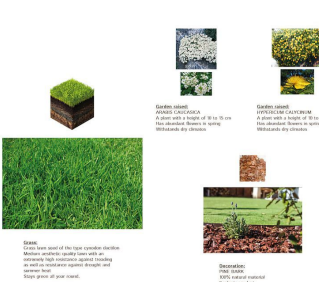 Garden raised:
ARABIS CAUCASICA
A plant with a height of 10 to 15 cm
Has abundant flowers in spring
Withstands dry climates
Garden raised:
HYPERICUM CALYCINUM
A plant with a height of 10 to
Has abundant flowers in sprin
Withstands dry climates
Grass:
Grass lawn seed of the type cynodon dactilon
Medium aesthetic quality lawn with an
extremely high resistance against treading
as well as resistance against drought and
summer heat
Stays green all year round.
Decoration:
PINE BARK
100% natural material